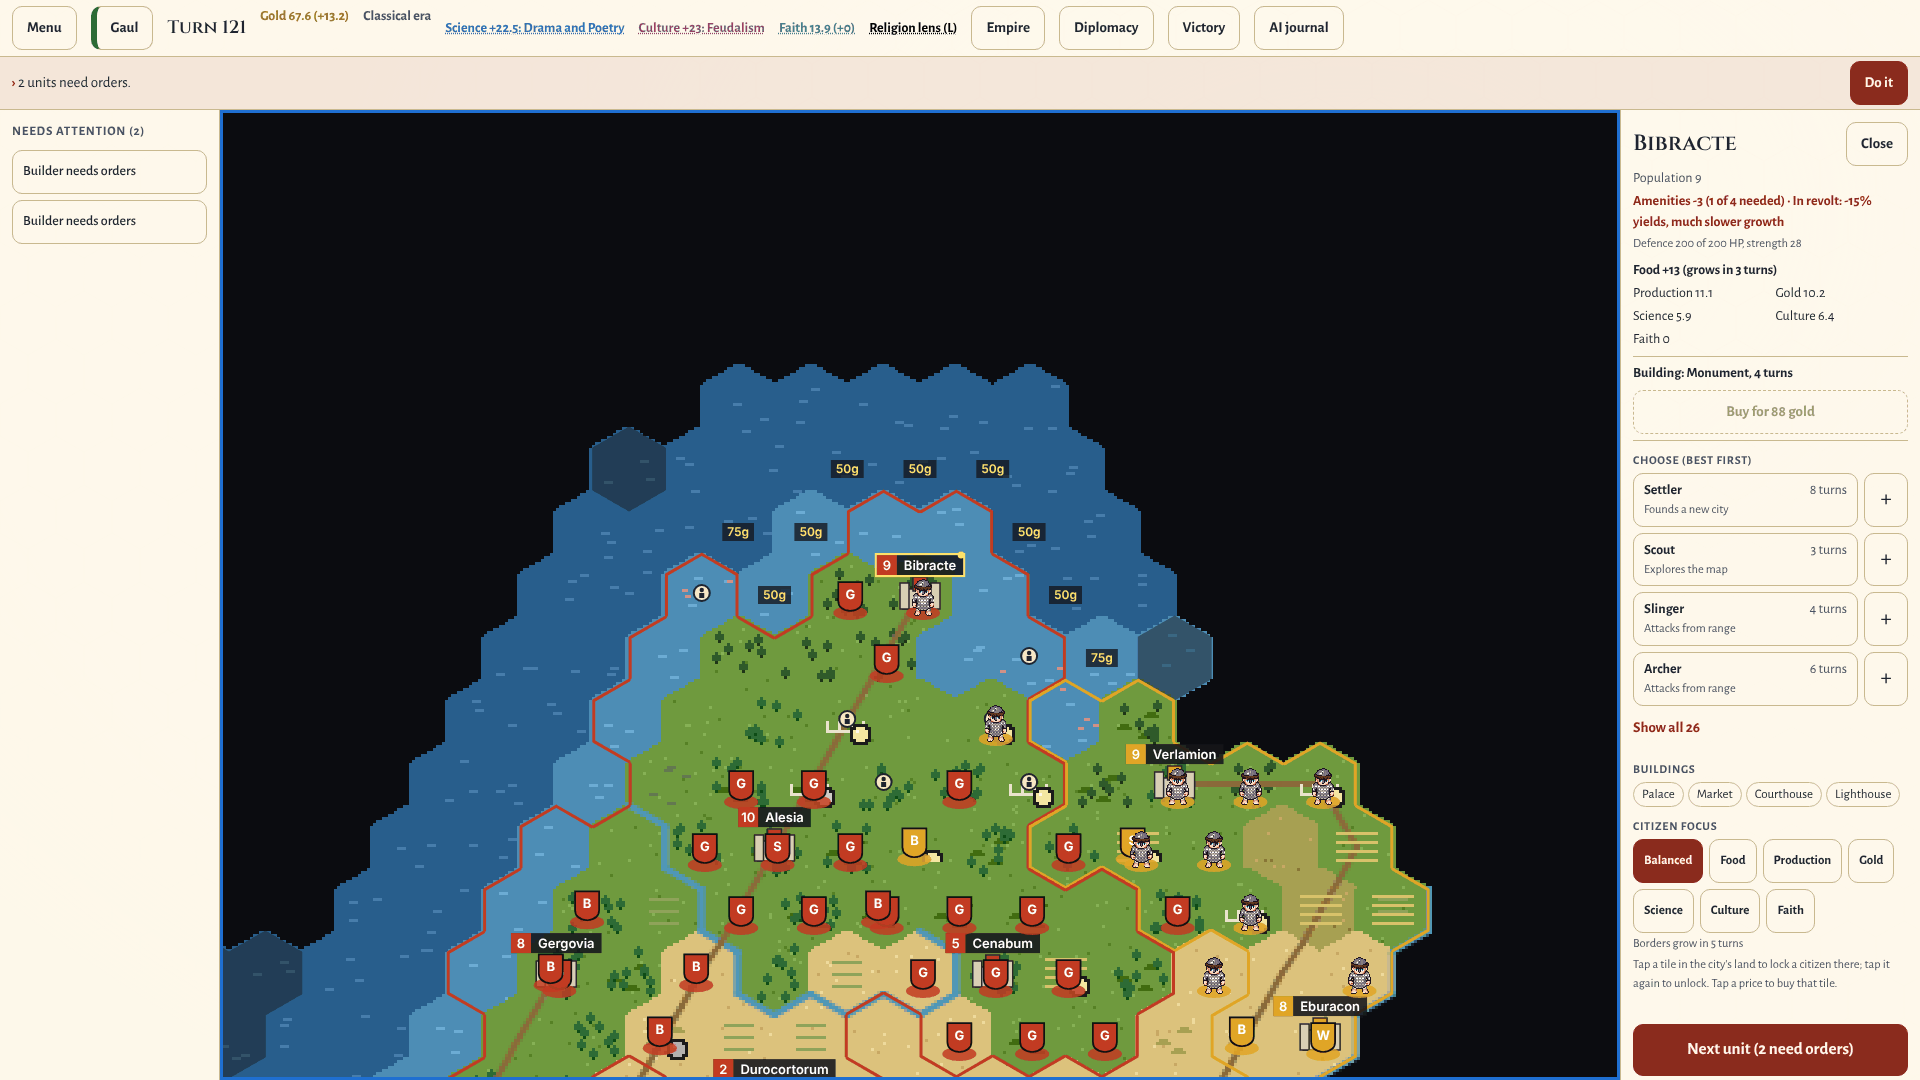 Menu
Gaul
TURN 121
Gold 67.6 (+13.2)
Classical era
Science +22.5: Drama and Poetry
Culture +23: Feudalism
Faith 13.9 (+0)
Religion lens (L)
Empire
Diplomacy
Victory
AI journal
› 2 units need orders.
Do it
NEEDS ATTENTION (2)
Builder needs orders
Builder needs orders
50g
50g
50g
75g
50g
50g
9 Bibracte
50g
G
50g
G
75g
9 Verlamion
G
G
G
10 Alesia
G
S
G
B
G
B
G
G
B
G
G
G
8 Gergovia
5 Cenabum
B
B
G
G
G
8 Eburacon
B
G
G
G
B
W
2 Durocortorum
BIBRACTE
Close
Population 9
Amenities -3 (1 of 4 needed) · In revolt: -15%
yields, much slower growth
Defence 200 of 200 HP, strength 28
Food +13 (grows in 3 turns)
Production 11.1
Gold 10.2
Science 5.9
Culture 6.4
Faith 0
Building: Monument, 4 turns
Buy for 88 gold
CHOOSE (BEST FIRST)
Settler
8 turns
Founds a new city
+
Scout
3 turns
Explores the map
+
Slinger
4 turns
Attacks from range
+
Archer
6 turns
Attacks from range
+
Show all 26
BUILDINGS
Palace
Market
Courthouse
Lighthouse
CITIZEN FOCUS
Balanced
Food
Production
Gold
Science
Culture
Faith
Borders grow in 5 turns
Tap a tile in the city's land to lock a citizen there; tap it
again to unlock. Tap a price to buy that tile.
Next unit (2 need orders)